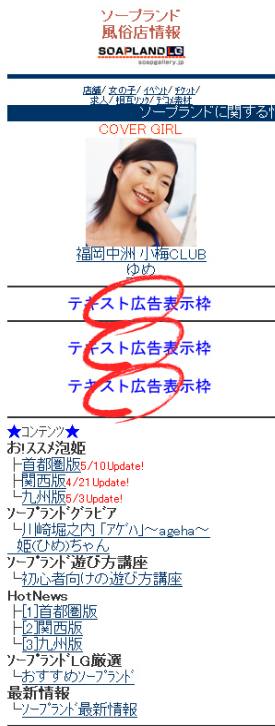 ソープランド
風俗店情報
SOAPLAND LG
soapgallery.jp
店舗/女の子/イベント/チャット/
求人/相互リンク/デコメ素材
ソープランドに関する情
COVER GIRL
福岡中洲 小梅CLUB
ゆめ
テキスト広告表示枠
テキスト広告表示枠
テキスト広告表示枠
★コンテンツ★
お!ススメ泡姫
├首都圏版5/10Update!
├関西版4/21Update!
└九州版5/3Update!
ソープランドグラビア
└川崎堀之内「アゲハ」～ageha～
姫(ひめ)ちゃん
ソープランド遊び方講座
└初心者向けの遊び方講座
HotNews
├[1]首都圏版
├[2]関西版
└[3]九州版
ソープランドLG厳選
└おすすめソープランド
最新情報
└ソープランド最新情報